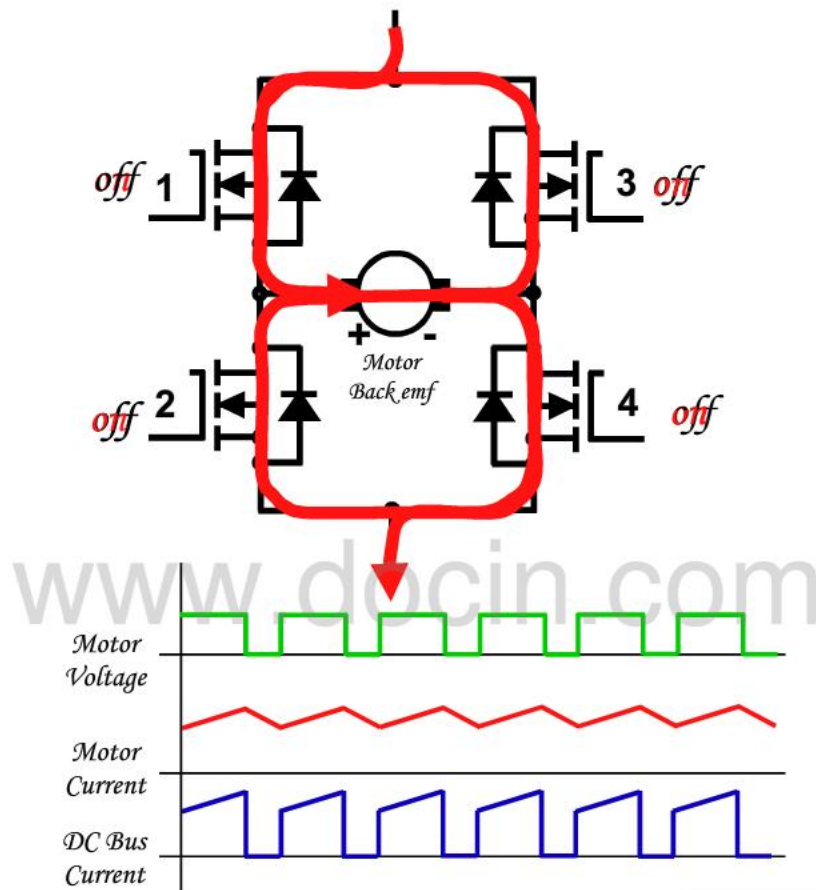 off 1
3 off
+ -
Motor
Back emf
off 2
4 off
www.docin.com
Motor
Voltage
Motor
Current
DC Bus
Current